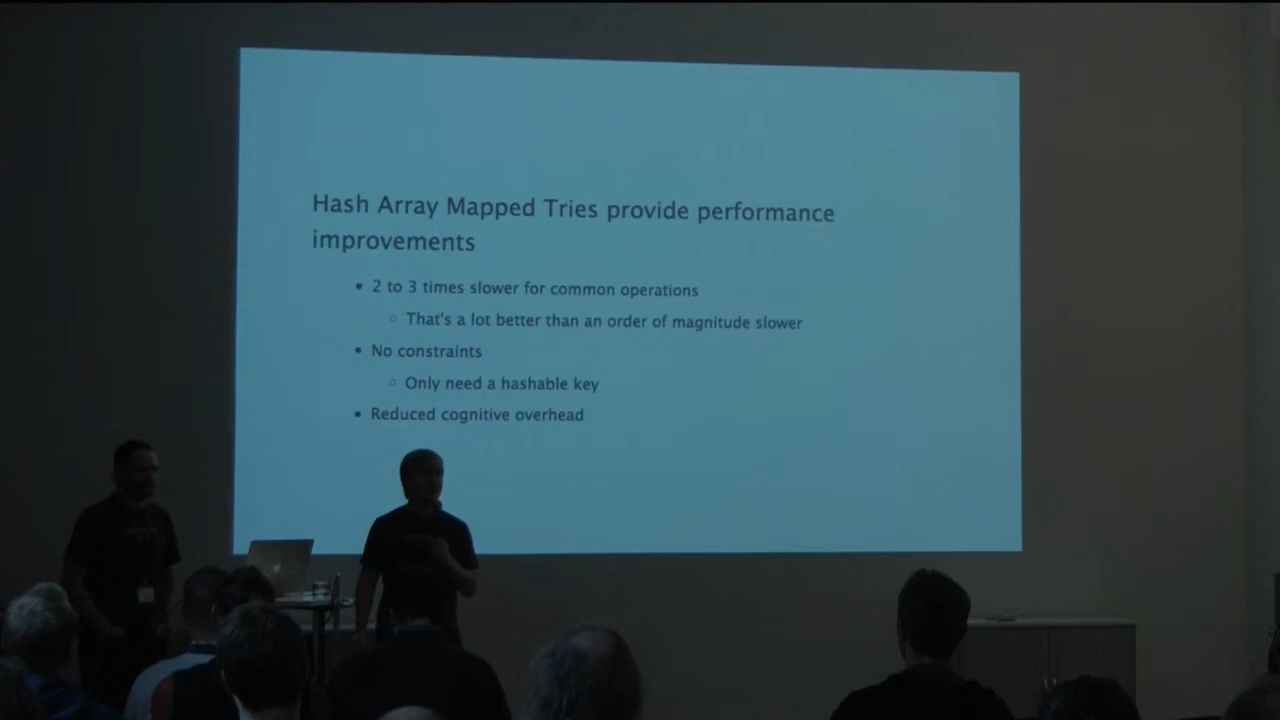 Hash Array Mapped Tries provide performance
improvements
• 2 to 3 times slower for common operations
◦ That's a lot better than an order of magnitude slower
• No constraints
◦ Only need a hashable key
• Reduced cognitive overhead